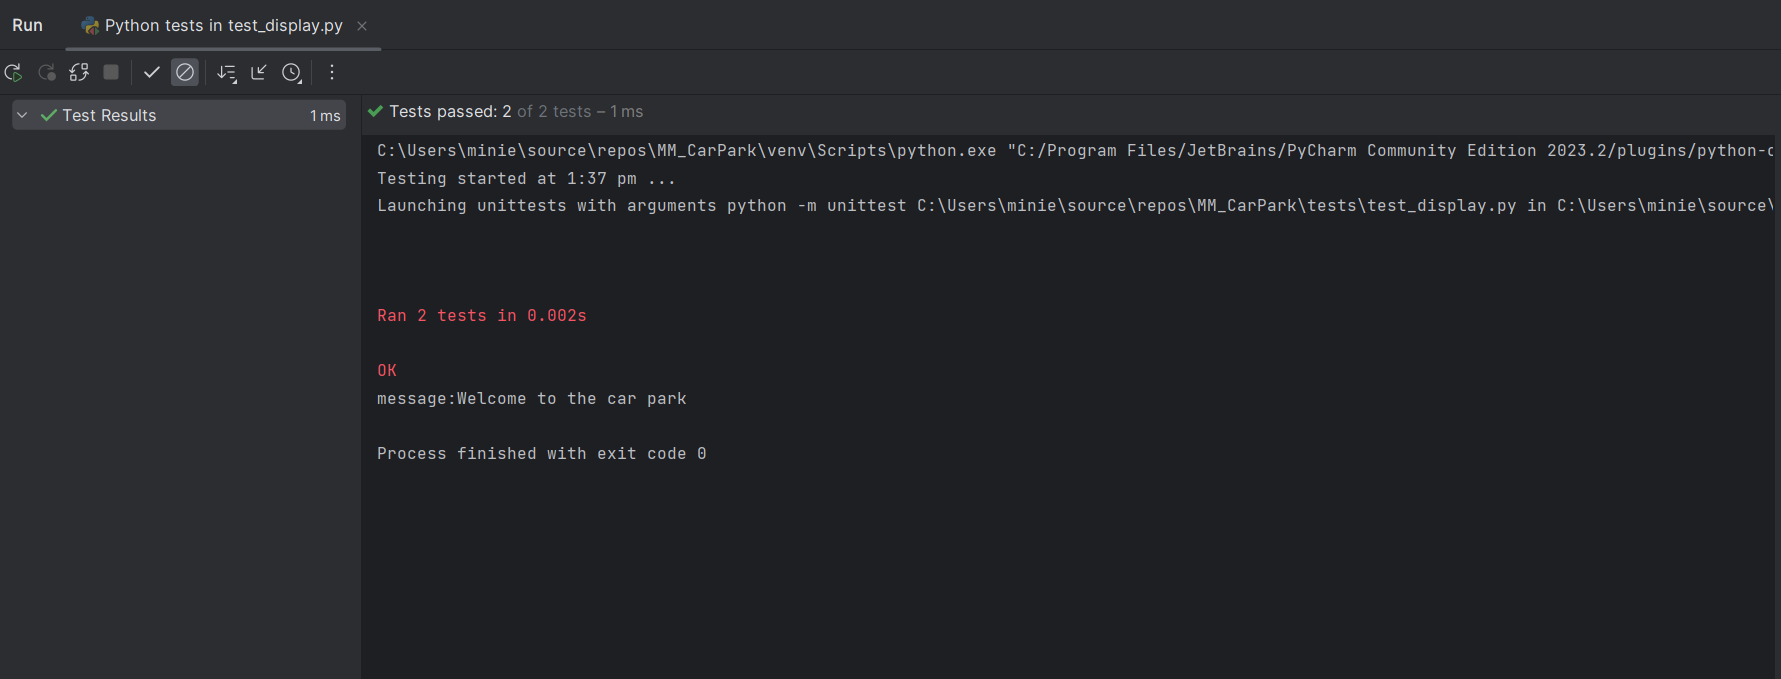 Run Python tests in test_display.py
Test Results 1 ms
Tests passed: 2 of 2 tests – 1 ms
C:\Users\minie\source\repos\MM_CarPark\venv\Scripts\python.exe "C:/Program Files/JetBrains/PyCharm Community Edition 2023.2/plugins/python-c
Testing started at 1:37 pm ...
Launching unittests with arguments python -m unittest C:\Users\minie\source\repos\MM_CarPark\tests\test_display.py in C:\Users\minie\source\
Ran 2 tests in 0.002s
OK
message:Welcome to the car park
Process finished with exit code 0